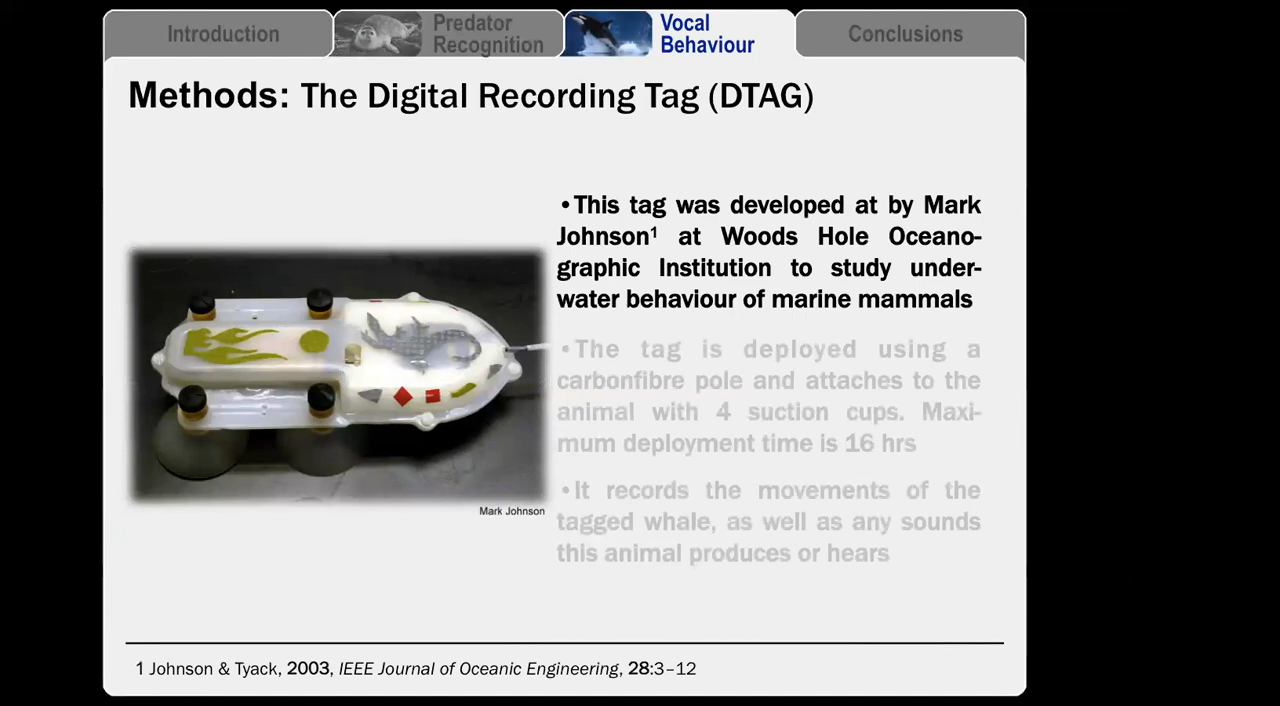 Introduction
Predator
Recognition
Vocal
Behaviour
Conclusions
Methods: The Digital Recording Tag (DTAG)
•This tag was developed at by Mark
Johnson¹ at Woods Hole Oceano-
graphic Institution to study under-
water behaviour of marine mammals
•The tag is deployed using a
carbonfibre pole and attaches to the
animal with 4 suction cups. Maxi-
mum deployment time is 16 hrs
•It records the movements of the
tagged whale, as well as any sounds
this animal produces or hears
Mark Johnson
1 Johnson & Tyack, 2003, IEEE Journal of Oceanic Engineering, 28:3–12